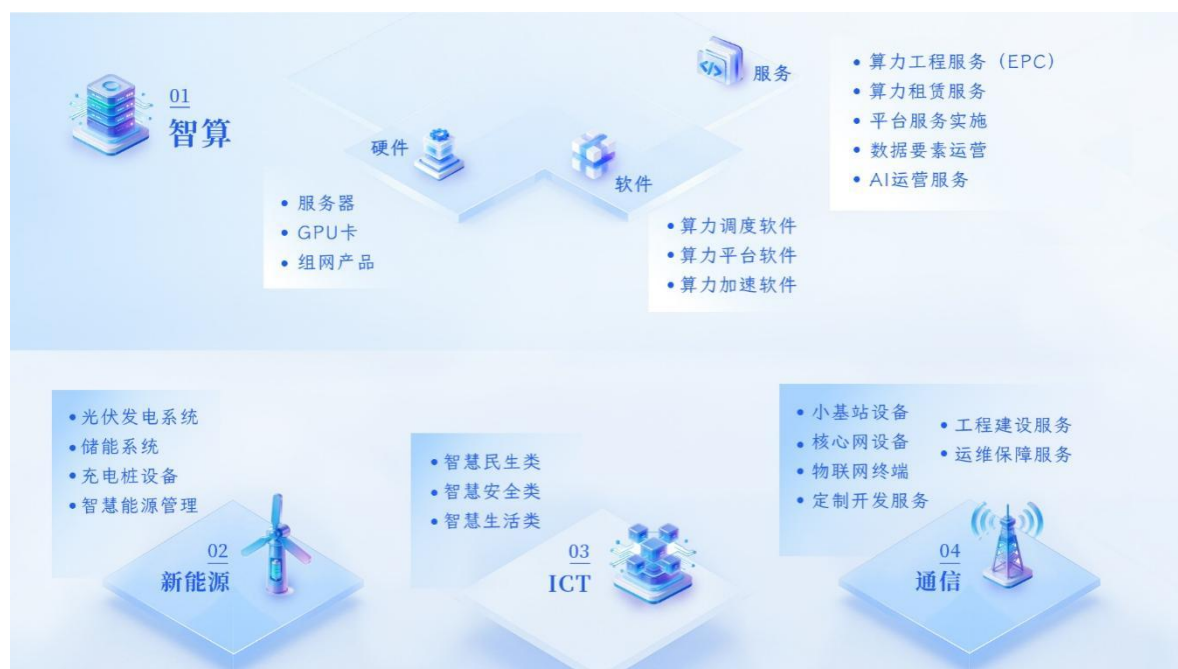 01
智算
硬件
• 服务器
• GPU卡
• 组网产品
软件
• 算力调度软件
• 算力平台软件
• 算力加速软件
服务
• 算力工程服务（EPC）
• 算力租赁服务
• 平台服务实施
• 数据要素运营
• AI运营服务
• 光伏发电系统
• 储能系统
• 充电桩设备
• 智慧能源管理
02
新能源
• 智慧民生类
• 智慧安全类
• 智慧生活类
03
ICT
• 小基站设备
• 核心网设备
• 物联网终端
• 定制开发服务
• 工程建设服务
• 运维保障服务
04
通信